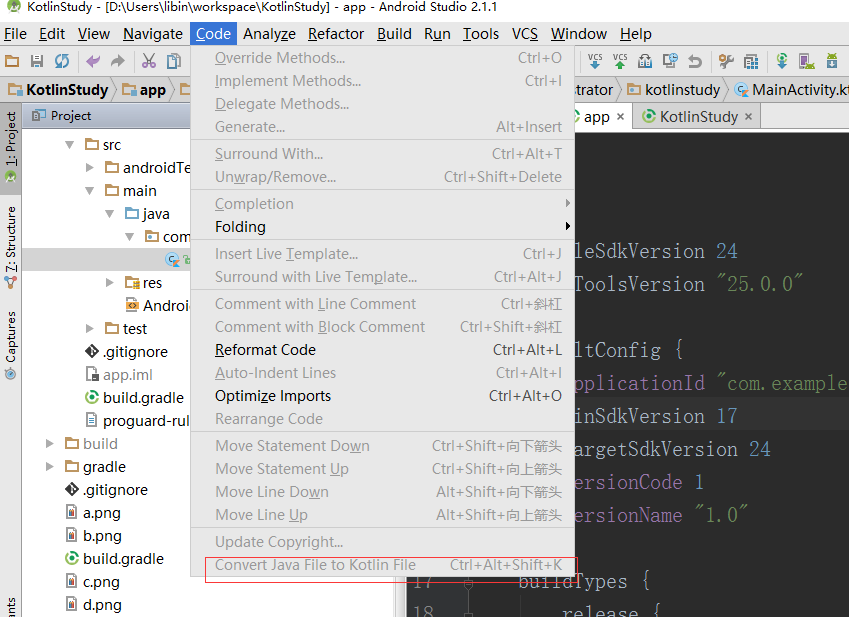 KotlinStudy - [D:\Users\libin\workspace\KotlinStudy] - app - Android Studio 2.1.1
File Edit View Navigate Code Analyze Refactor Build Run Tools VCS Window Help
KotlinStudy app strator kotlinstudy MainActivity.kt
1: Project
7: Structure
Captures
Project
src
androidTe
main
java
com
res
Androi
test
.gitignore
app.iml
build.gradle
proguard-rul
build
gradle
.gitignore
a.png
b.png
build.gradle
c.png
d.png
Override Methods... Ctrl+O
Implement Methods... Ctrl+I
Delegate Methods...
Generate... Alt+Insert
Surround With... Ctrl+Alt+T
Unwrap/Remove... Ctrl+Shift+Delete
Completion
Folding
Insert Live Template... Ctrl+J
Surround with Live Template... Ctrl+Alt+J
Comment with Line Comment Ctrl+斜杠
Comment with Block Comment Ctrl+Shift+斜杠
Reformat Code Ctrl+Alt+L
Auto-Indent Lines Ctrl+Alt+I
Optimize Imports Ctrl+Alt+O
Rearrange Code
Move Statement Down Ctrl+Shift+向下箭头
Move Statement Up Ctrl+Shift+向上箭头
Move Line Down Alt+Shift+向下箭头
Move Line Up Alt+Shift+向上箭头
Update Copyright...
Convert Java File to Kotlin File Ctrl+Alt+Shift+K
app × KotlinStudy ×
leSdkVersion 24
ToolsVersion "25.0.0"
ltConfig {
pplicationId "com.example
inSdkVersion 17
argetSdkVersion 24
ersionCode 1
ersionName "1.0"
17 buildTypes {
18 release {